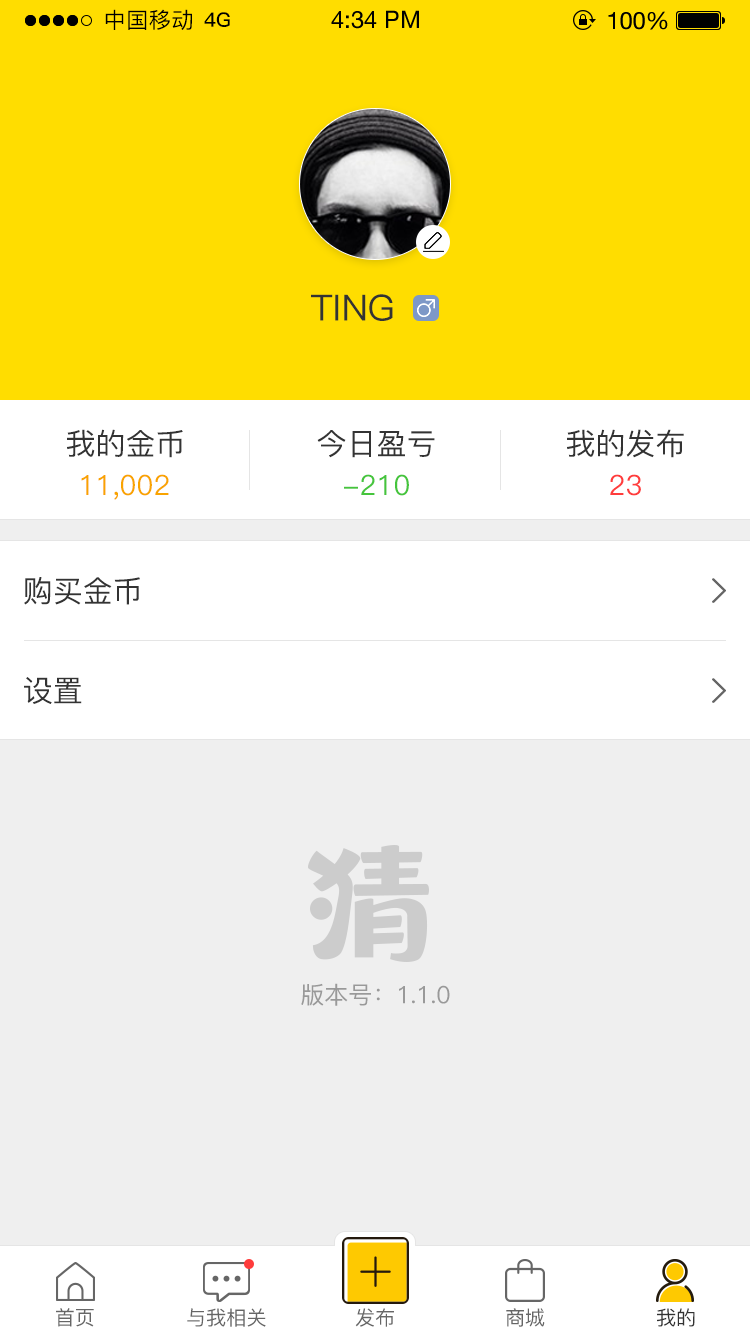 中国移动 4G 4:34 PM 100%
TING
我的金币 今日盈亏 我的发布
11,002 -210 23
购买金币
设置
猜
版本号：1.1.0
首页 与我相关 发布 商城 我的